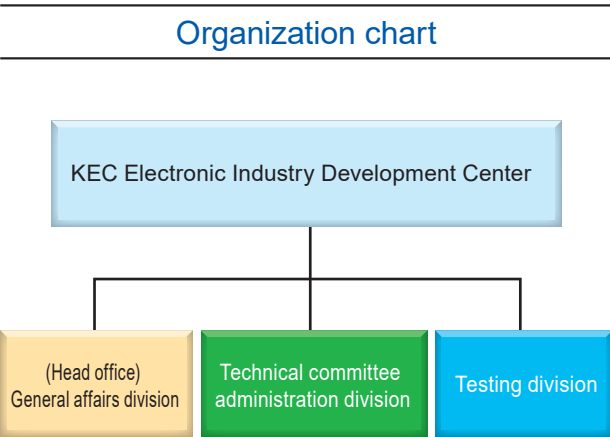 Organization chart
KEC Electronic Industry Development Center
(Head office)
General affairs division
Technical committee
administration division
Testing division